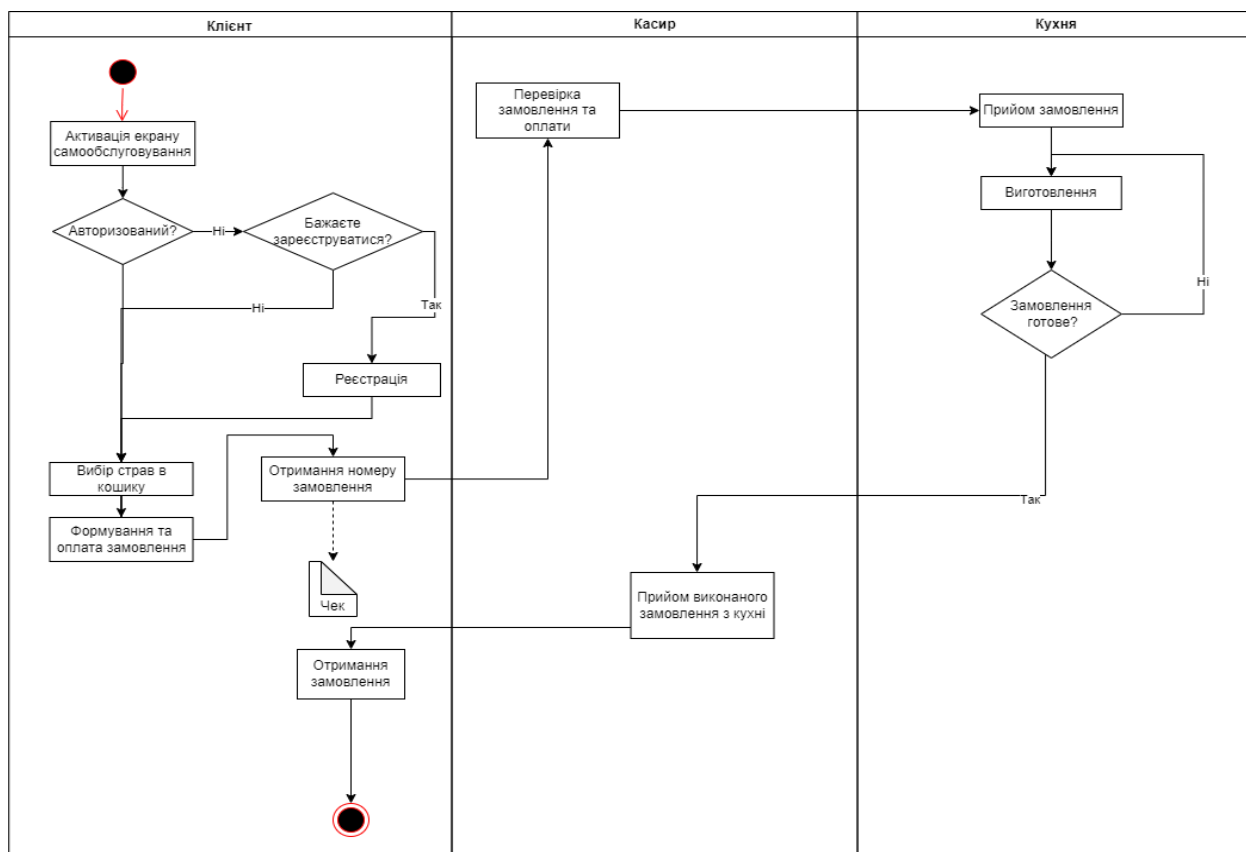 Клієнт
Касир
Кухня
Активація екрану
самообслуговування
Авторизований?
Ні
Бажаєте
зареєструватися?
Ні
Так
Реєстрація
Вибір страв в
кошику
Формування та
оплата замовлення
Отримання номеру
замовлення
Чек
Отримання
замовлення
Перевірка
замовлення та
оплати
Прийом виконаного
замовлення з кухні
Прийом замовлення
Виготовлення
Замовлення
готове?
Ні
Так